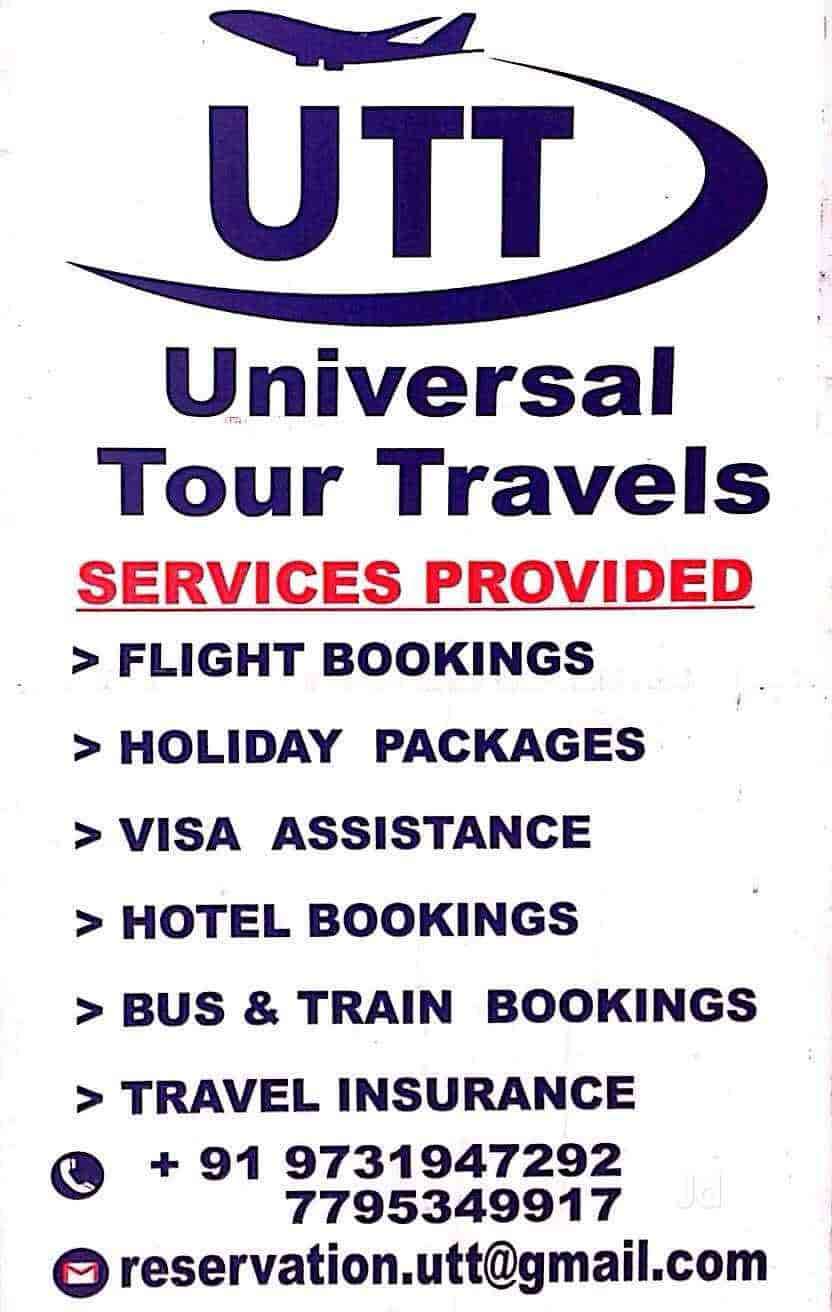 UTT
Universal
Tour Travels
SERVICES PROVIDED
> FLIGHT BOOKINGS
> HOLIDAY PACKAGES
> VISA ASSISTANCE
> HOTEL BOOKINGS
> BUS & TRAIN BOOKINGS
> TRAVEL INSURANCE
+ 91 9731947292
7795349917
Jd
reservation.utt@gmail.com